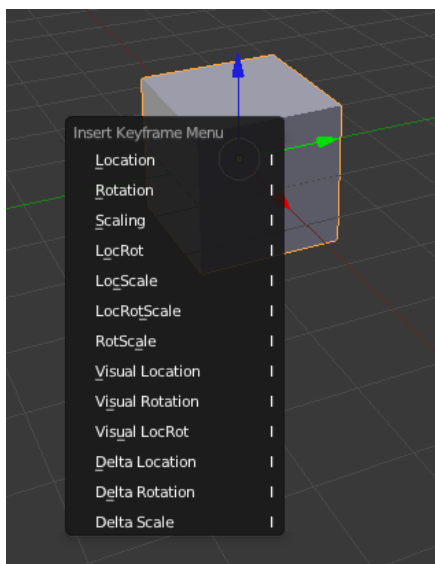 Insert Keyframe Menu
Location I
Rotation I
Scaling I
LocRot I
LocScale I
LocRotScale I
RotScale I
Visual Location I
Visual Rotation I
Visual LocRot I
Delta Location I
Delta Rotation I
Delta Scale I